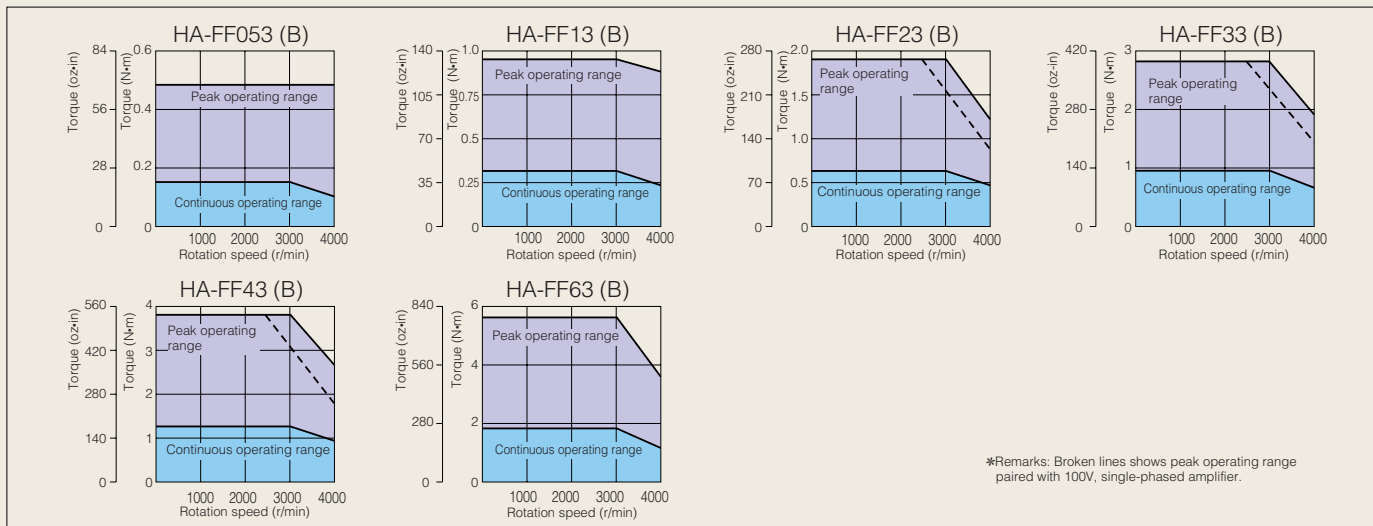 HA-FF053 (B)
Torque (oz•in)
84
56
28
0
Torque (N•m)
0.6
0.4
0.2
0
Peak operating range
Continuous operating range
1000 2000 3000 4000
Rotation speed (r/min)
HA-FF13 (B)
Torque (oz•in)
140
105
70
35
0
Torque (N•m)
1.0
0.75
0.5
0.25
0
Peak operating range
Continuous operating range
1000 2000 3000 4000
Rotation speed (r/min)
HA-FF23 (B)
Torque (oz•in)
280
210
140
70
0
Torque (N•m)
2.0
1.5
1.0
0.5
0
Peak operating
range
Continuous operating range
1000 2000 3000 4000
Rotation speed (r/min)
HA-FF33 (B)
Torque (oz-in)
420
280
140
0
Torque (N•m)
3
2
1
0
Peak operating
range
Continuous operating range
1000 2000 3000 4000
Rotation speed (r/min)
HA-FF43 (B)
Torque (oz•in)
560
420
280
140
0
Torque (N•m)
4
3
2
1
0
Peak operating
range
Continuous operating range
1000 2000 3000 4000
Rotation speed (r/min)
HA-FF63 (B)
Torque (oz•in)
840
560
280
0
Torque (N•m)
6
4
2
0
Peak operating range
Continuous operating range
1000 2000 3000 4000
Rotation speed (r/min)
*Remarks: Broken lines shows peak operating range
paired with 100V, single-phased amplifier.